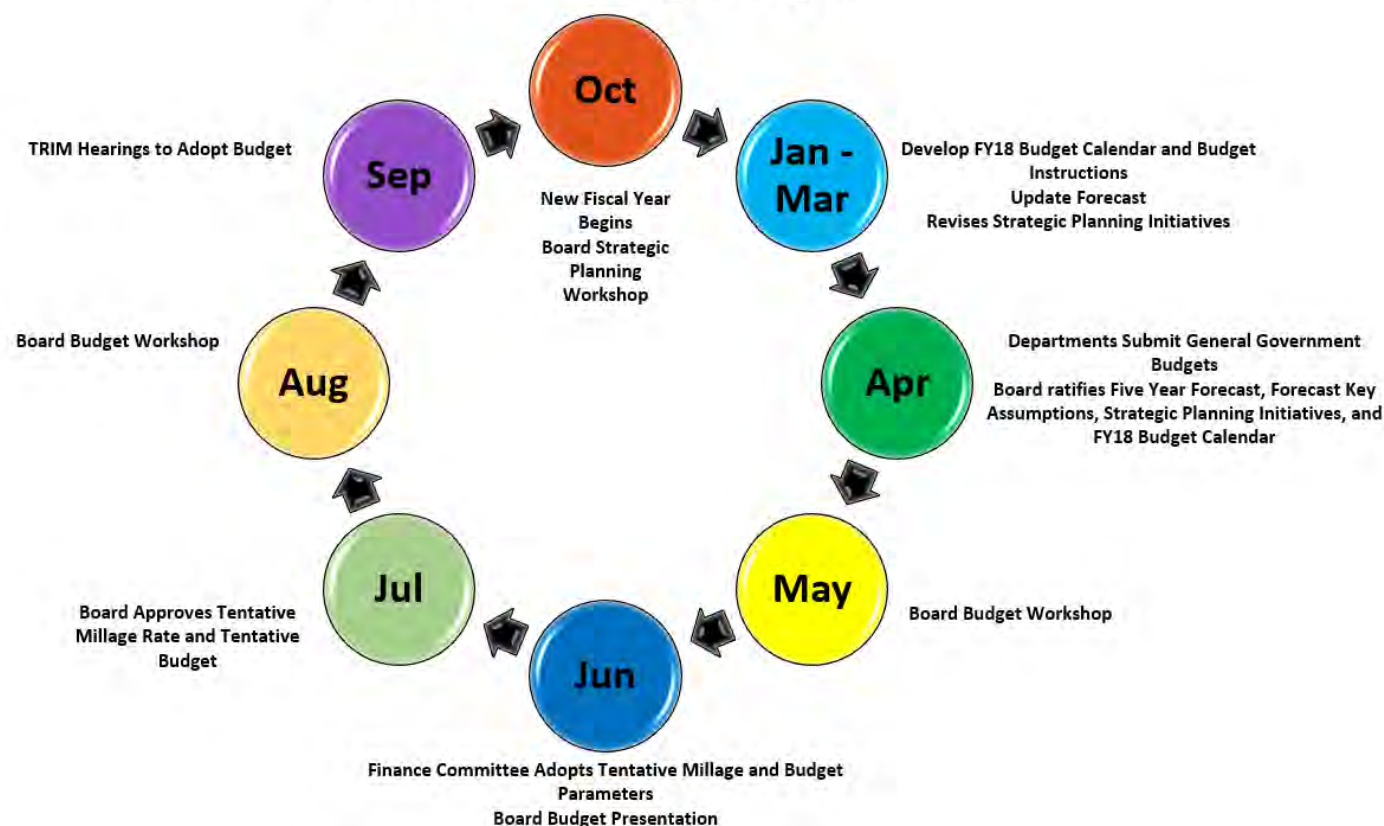 Oct
New Fiscal Year
Begins
Board Strategic
Planning
Workshop
Jan -
Mar
Develop FY18 Budget Calendar and Budget
Instructions
Update Forecast
Revises Strategic Planning Initiatives
Apr
Departments Submit General Government
Budgets
Board ratifies Five Year Forecast, Forecast Key
Assumptions, Strategic Planning Initiatives, and
FY18 Budget Calendar
May
Board Budget Workshop
Jun
Finance Committee Adopts Tentative Millage and Budget
Parameters
Board Budget Presentation
Jul
Board Approves Tentative
Millage Rate and Tentative
Budget
Aug
Board Budget Workshop
Sep
TRIM Hearings to Adopt Budget